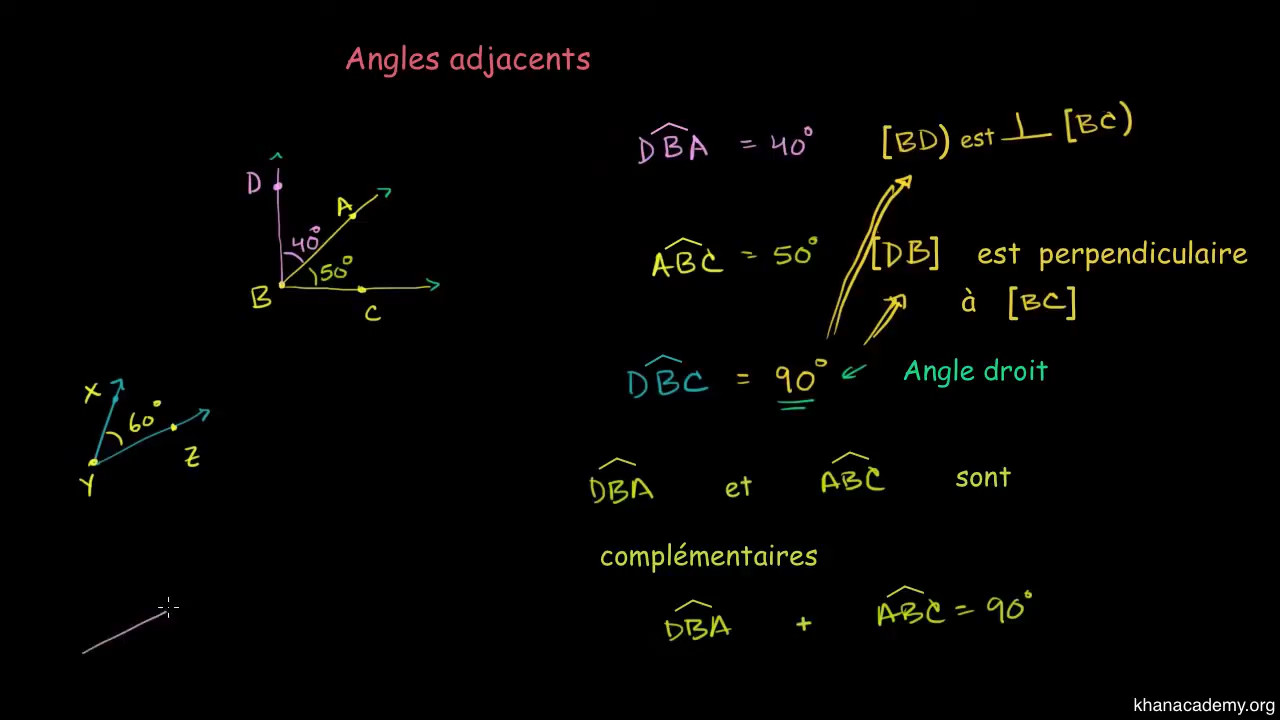 Angles adjacents
D
A
40°
50°
B
C
X
60°
Y
Z
DBA = 40°
[BD) est ⊥ [BC)
ABC = 50°
[DB] est perpendiculaire
à [BC]
DBC = 90° Angle droit
DBA et ABC sont
complémentaires
DBA + ABC = 90°
khanacademy.org